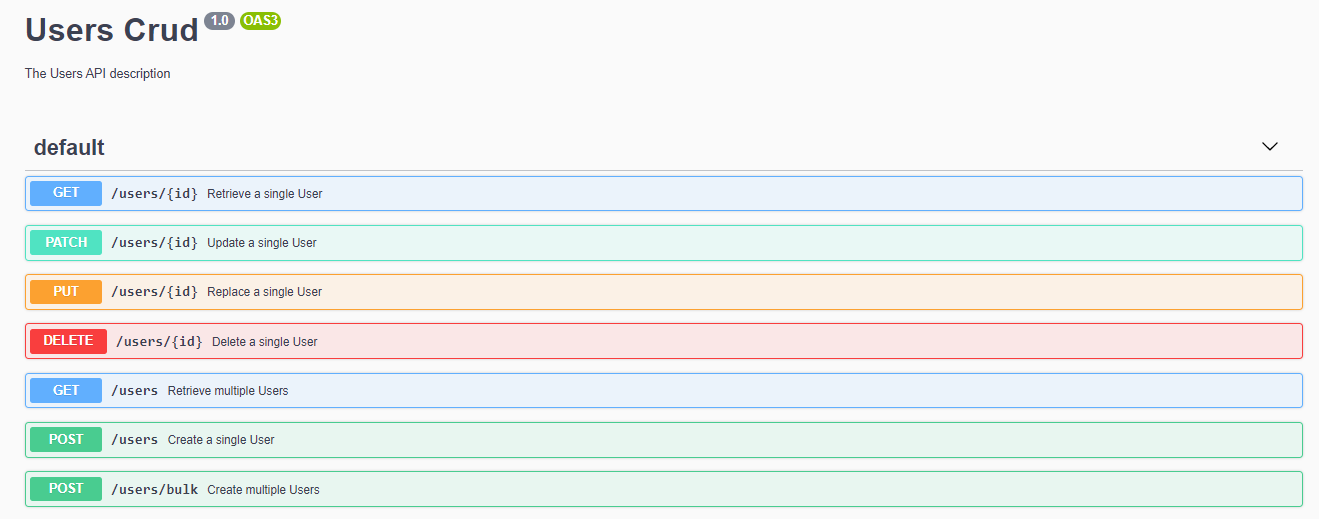 Users Crud 1.0 OAS3
The Users API description
default
GET /users/{id} Retrieve a single User
PATCH /users/{id} Update a single User
PUT /users/{id} Replace a single User
DELETE /users/{id} Delete a single User
GET /users Retrieve multiple Users
POST /users Create a single User
POST /users/bulk Create multiple Users